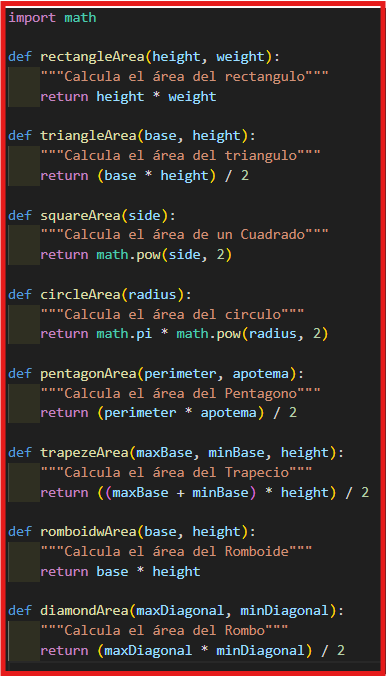 import math
def rectangleArea(height, weight):
"""Calcula el área del rectangulo"""
return height * weight
def triangleArea(base, height):
"""Calcula el área del triangulo"""
return (base * height) / 2
def squareArea(side):
"""Calcula el área de un Cuadrado"""
return math.pow(side, 2)
def circleArea(radius):
"""Calcula el área del circulo"""
return math.pi * math.pow(radius, 2)
def pentagonArea(perimeter, apotema):
"""Calcula el área del Pentagono"""
return (perimeter * apotema) / 2
def trapezeArea(maxBase, minBase, height):
"""Calcula el área del Trapecio"""
return ((maxBase + minBase) * height) / 2
def romboidwArea(base, height):
"""Calcula el área del Romboide"""
return base * height
def diamondArea(maxDiagonal, minDiagonal):
"""Calcula el área del Rombo"""
return (maxDiagonal * minDiagonal) / 2